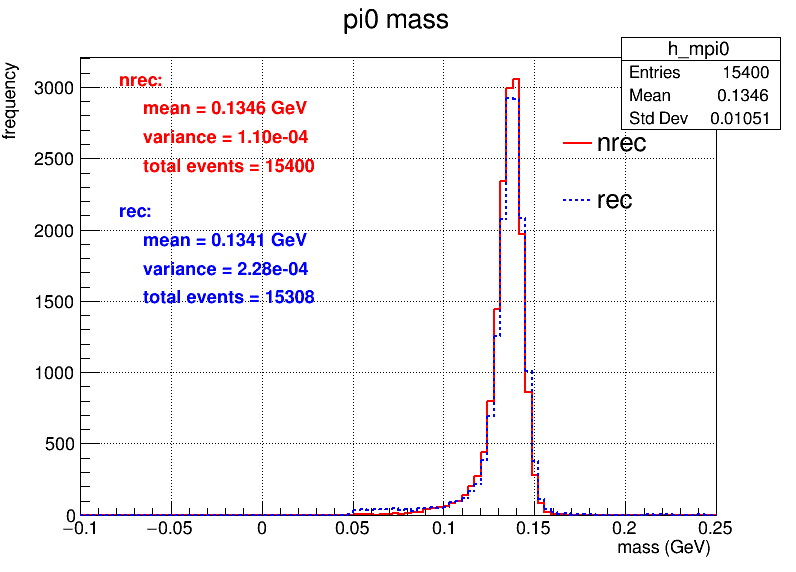 pi0 mass
h_mpi0
Entries 15400
Mean 0.1346
Std Dev 0.01051
nrec:
mean = 0.1346 GeV
variance = 1.10e-04
total events = 15400
rec:
mean = 0.1341 GeV
variance = 2.28e-04
total events = 15308
nrec
rec
frequency
3000
2500
2000
1500
1000
500
0
−0.1 −0.05 0 0.05 0.1 0.15 0.2 0.25
mass (GeV)